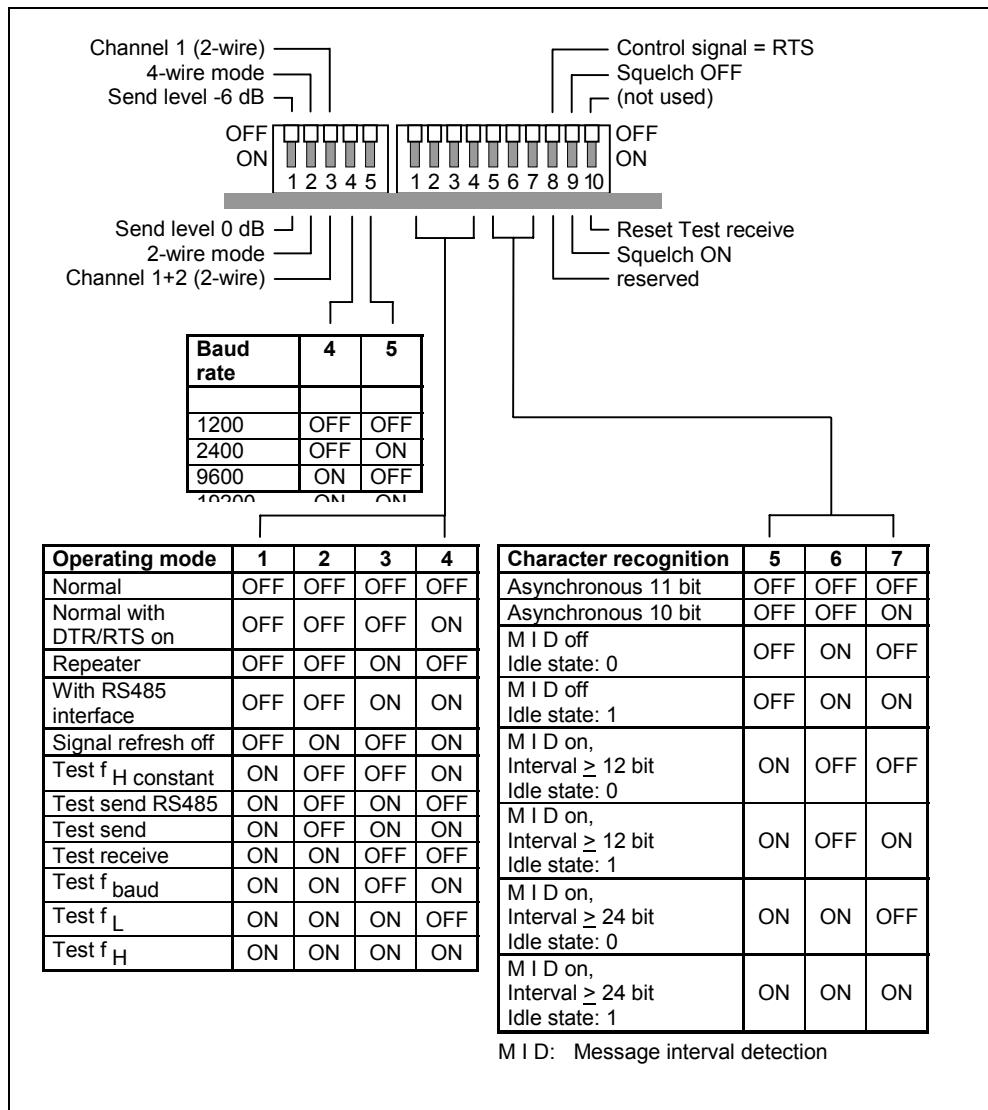 Channel 1 (2-wire)
4-wire mode
Send level -6 dB
Control signal = RTS
Squelch OFF
(not used)
OFF
ON
OFF
ON
1 2 3 4 5
1 2 3 4 5 6 7 8 9 10
Send level 0 dB
2-wire mode
Channel 1+2 (2-wire)
Reset Test receive
Squelch ON
reserved
Baud rate 4 5
1200 OFF OFF
2400 OFF ON
9600 ON OFF
19200 ON ON
Operating mode 1 2 3 4
Normal OFF OFF OFF OFF
Normal with
DTR/RTS on OFF OFF OFF ON
Repeater OFF OFF ON OFF
With RS485
interface OFF OFF ON ON
Signal refresh off OFF ON OFF ON
Test f H constant ON OFF OFF ON
Test send RS485 ON OFF ON OFF
Test send ON OFF ON ON
Test receive ON ON OFF OFF
Test f baud ON ON OFF ON
Test f L ON ON ON OFF
Test f H ON ON ON ON
Character recognition 5 6 7
Asynchronous 11 bit OFF OFF OFF
Asynchronous 10 bit OFF OFF ON
M I D off
Idle state: 0 OFF ON OFF
M I D off
Idle state: 1 OFF ON ON
M I D on,
Interval ≥ 12 bit ON OFF OFF
Idle state: 0
M I D on,
Interval ≥ 12 bit ON OFF ON
Idle state: 1
M I D on,
Interval ≥ 24 bit ON ON OFF
Idle state: 0
M I D on,
Interval ≥ 24 bit ON ON ON
Idle state: 1
M I D: Message interval detection